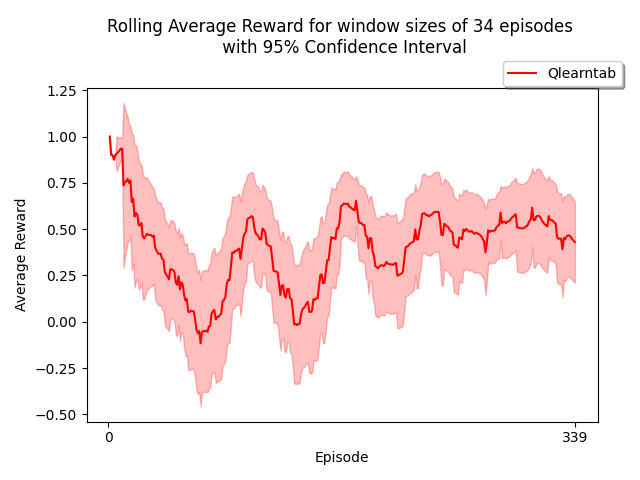 Rolling Average Reward for window sizes of 34 episodes
with 95% Confidence Interval
Qlearntab
1.25
1.00
0.75
0.50
0.25
0.00
−0.25
−0.50
Average Reward
0
339
Episode